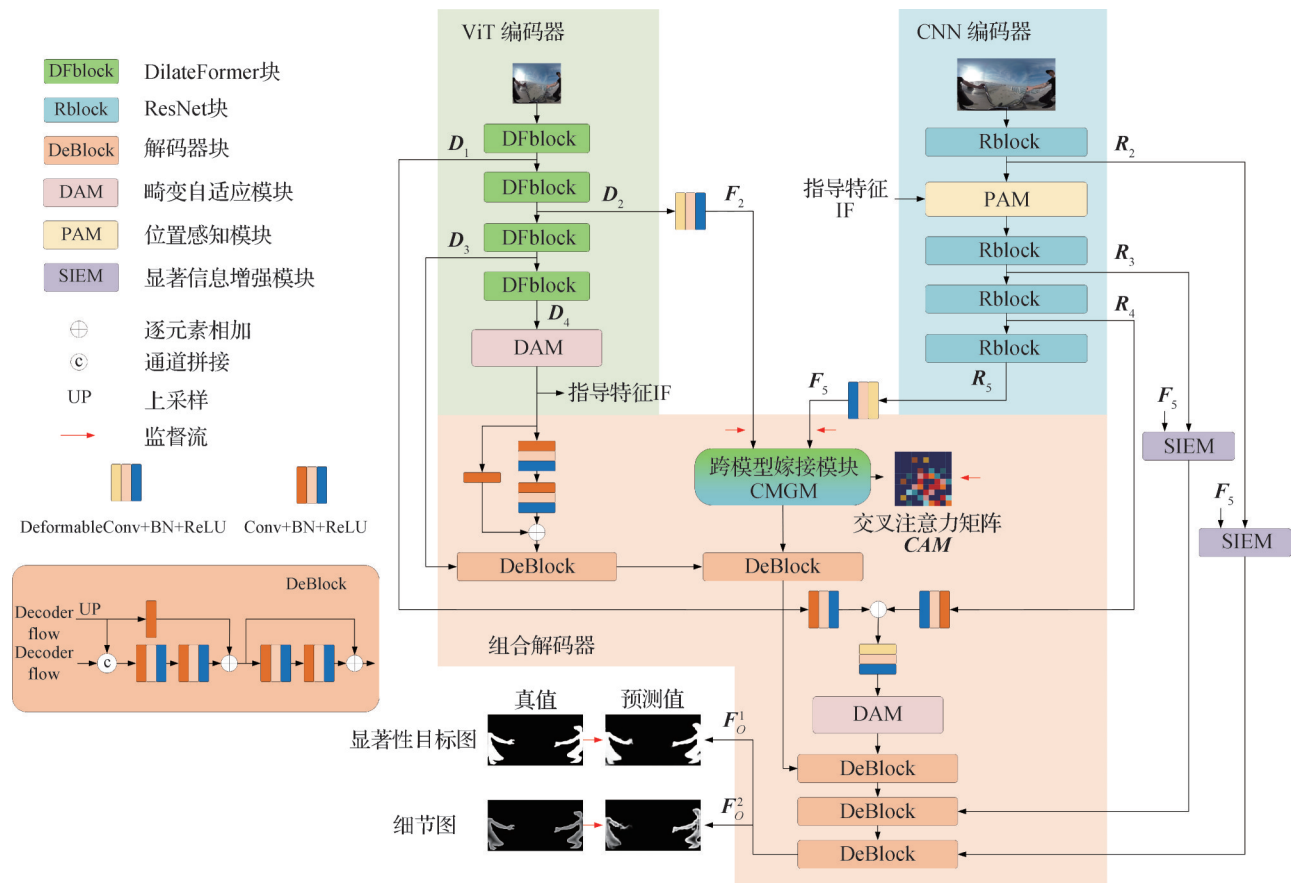 DFblock DilateFormer块
Rblock ResNet块
DeBlock 解码器块
DAM 畸变自适应模块
PAM 位置感知模块
SIEM 显著信息增强模块
逐元素相加
c 通道拼接
UP 上采样
监督流
DeformableConv+BN+ReLU Conv+BN+ReLU
DeBlock
Decoder UP
flow
Decoder
flow
c
ViT 编码器
DFblock
D1
DFblock
D2
F2
DFblock
D3
DFblock
D4
DAM
指导特征IF
CNN 编码器
Rblock
R2
指导特征
IF
PAM
Rblock
R3
Rblock
R4
Rblock
R5
F5
F5
SIEM
F5
SIEM
跨模型嫁接模块
CMGM
交叉注意力矩阵
CAM
DeBlock
DeBlock
组合解码器
DAM
DeBlock
DeBlock
DeBlock
真值 预测值
显著性目标图
F_O^1
细节图
F_O^2